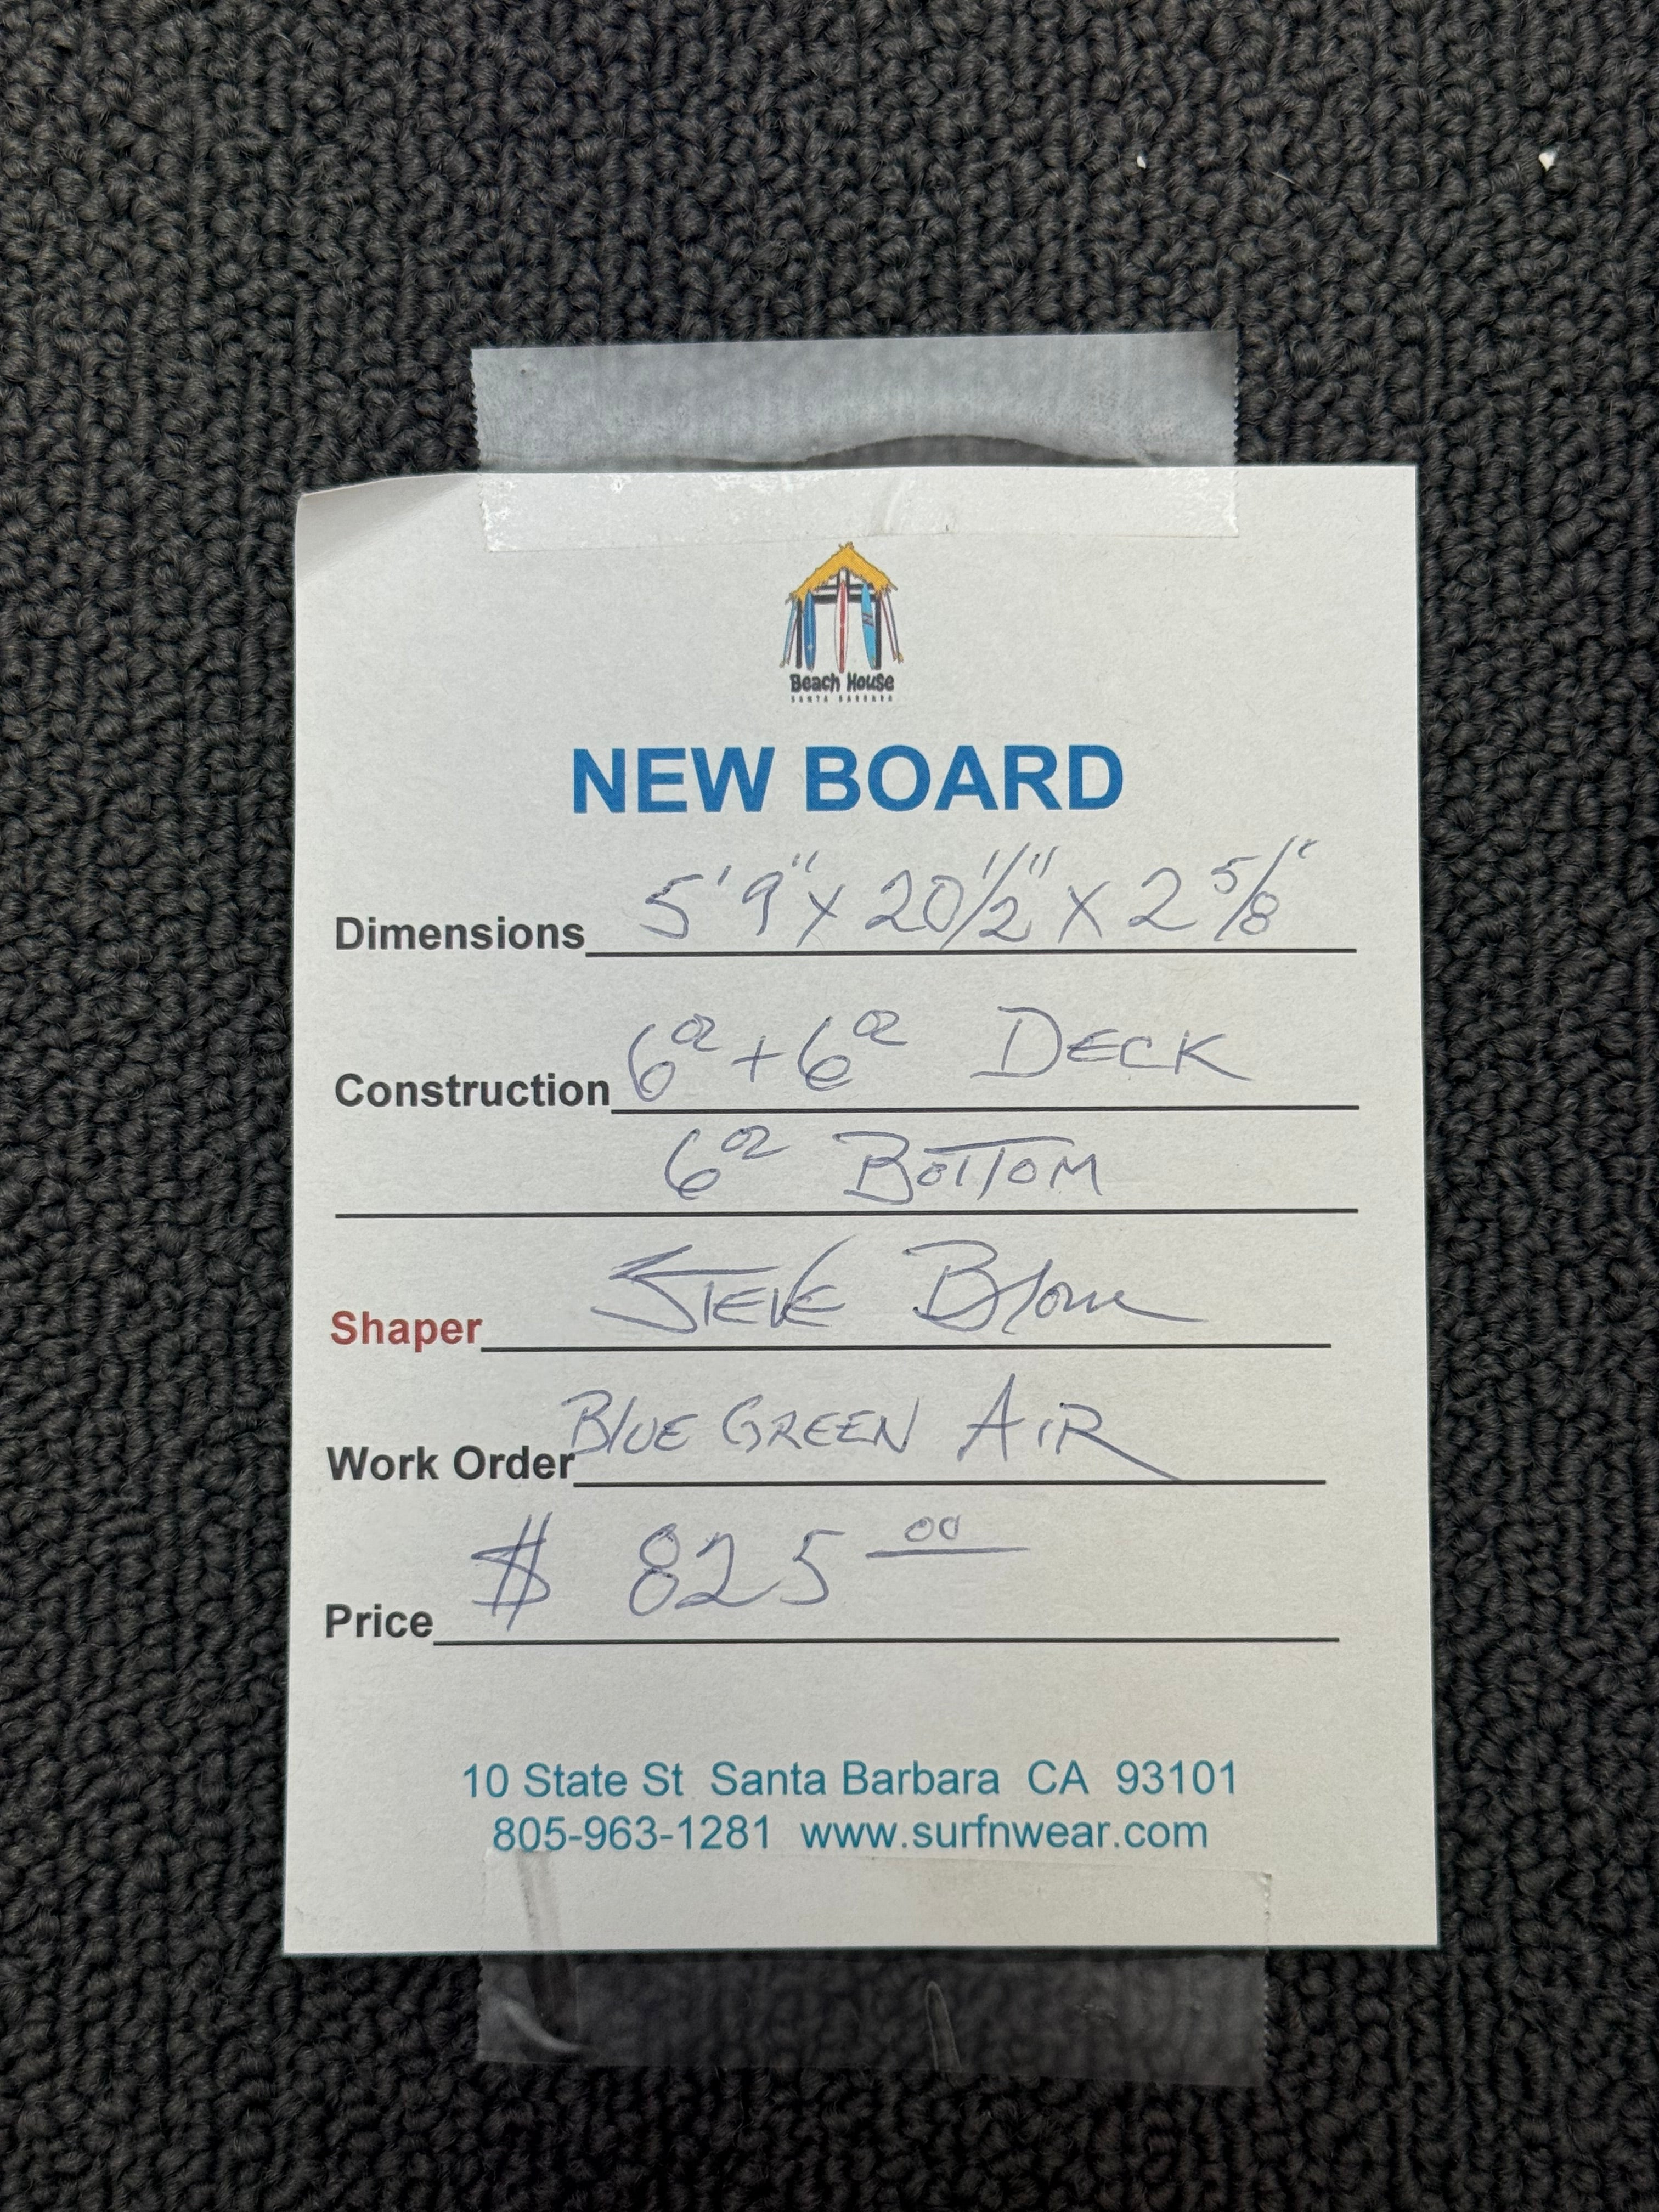 Beach House
SANTA BARBARA
NEW BOARD
Dimensions 5'9" x 20 1/2" x 2 5/8"
Construction 6oz + 6oz DECK
6oz BOTTOM
Shaper STEVE
Work Order BLUE GREEN AIR
Price $ 825 00
10 State St Santa Barbara CA 93101
805-963-1281 www.surfnwear.com